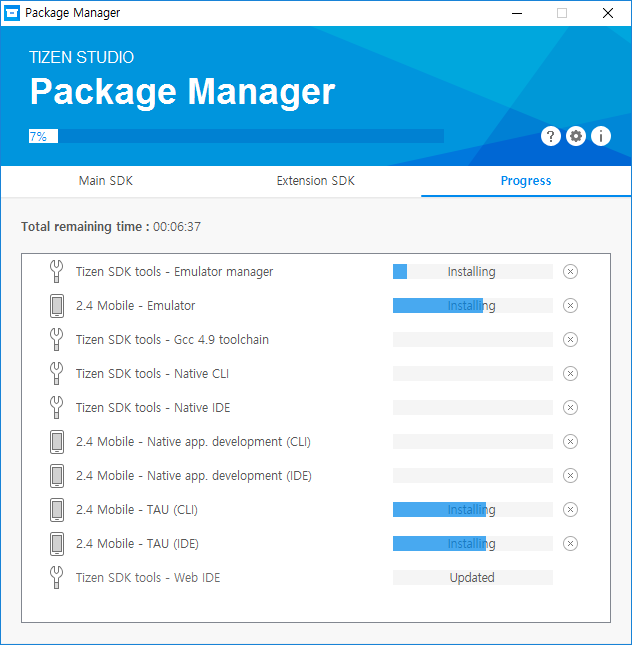 Package Manager
TIZEN STUDIO
Package Manager
7%
?
i
Main SDK Extension SDK Progress
Total remaining time : 00:06:37
Tizen SDK tools - Emulator manager Installing
2.4 Mobile - Emulator Installing
Tizen SDK tools - Gcc 4.9 toolchain
Tizen SDK tools - Native CLI
Tizen SDK tools - Native IDE
2.4 Mobile - Native app. development (CLI)
2.4 Mobile - Native app. development (IDE)
2.4 Mobile - TAU (CLI) Installing
2.4 Mobile - TAU (IDE) Installing
Tizen SDK tools - Web IDE Updated